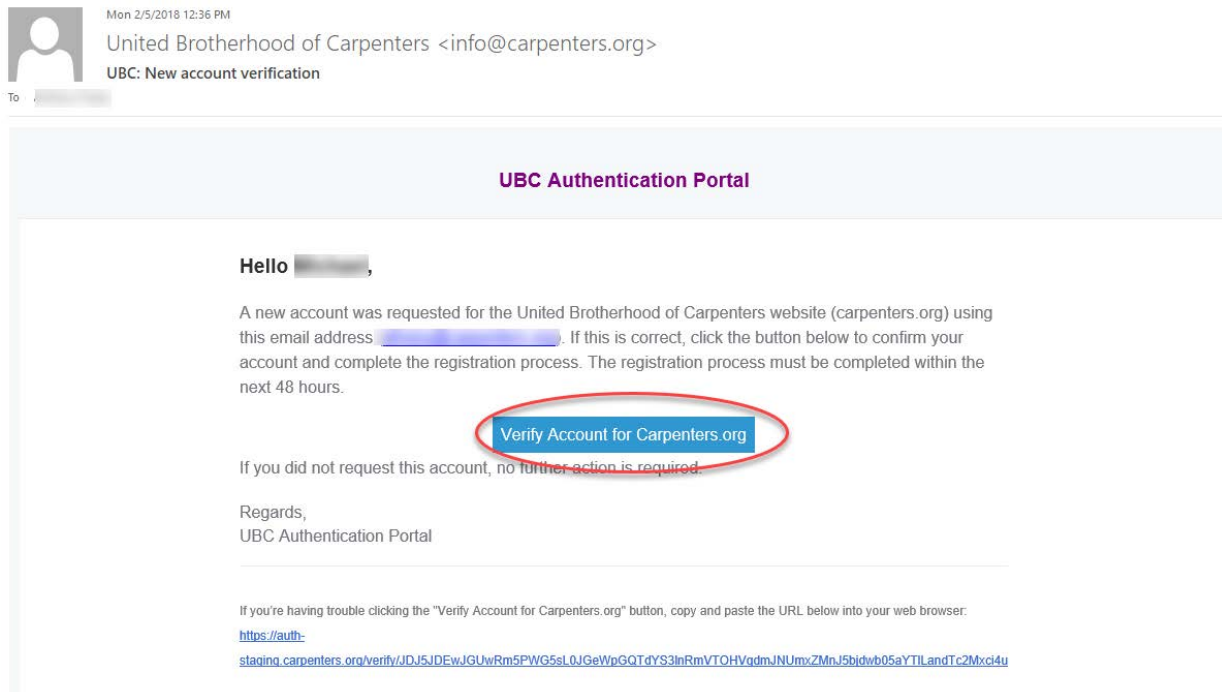 Mon 2/5/2018 12:36 PM
United Brotherhood of Carpenters <info@carpenters.org>
UBC: New account verification
To
UBC Authentication Portal
Hello ,
A new account was requested for the United Brotherhood of Carpenters website (carpenters.org) using
this email address . If this is correct, click the button below to confirm your
account and complete the registration process. The registration process must be completed within the
next 48 hours.
Verify Account for Carpenters.org
If you did not request this account, no further action is required.
Regards,
UBC Authentication Portal
If you're having trouble clicking the "Verify Account for Carpenters.org" button, copy and paste the URL below into your web browser:
https://auth-
staging.carpenters.org/verify/JDJ5JDEwJGUwRm5PWG5sL0JGeWpGQTdYS3lnRmVTOHVqdmJNUmxZMnJ5bjdwb05aYTlLandTc2Mxci4u